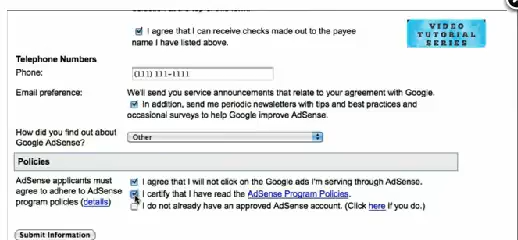 I agree that I can receive checks made out to the payee
name I have listed above.
VIDEO
TUTORIAL
SERIES
Telephone Numbers
Phone:
(111) 111-1111
Email preference:
We'll send you service announcements that relate to your agreement with Google.
In addition, send me periodic newsletters with tips and best practices and
occasional surveys to help Google improve AdSense.
How did you find out about
Google AdSense?
Other
Policies
AdSense applicants must
agree to adhere to AdSense
program policies (details)
I agree that I will not click on the Google ads I'm serving through AdSense.
I certify that I have read the AdSense Program Policies.
I do not already have an approved AdSense account. (Click here if you do.)
Submit Information